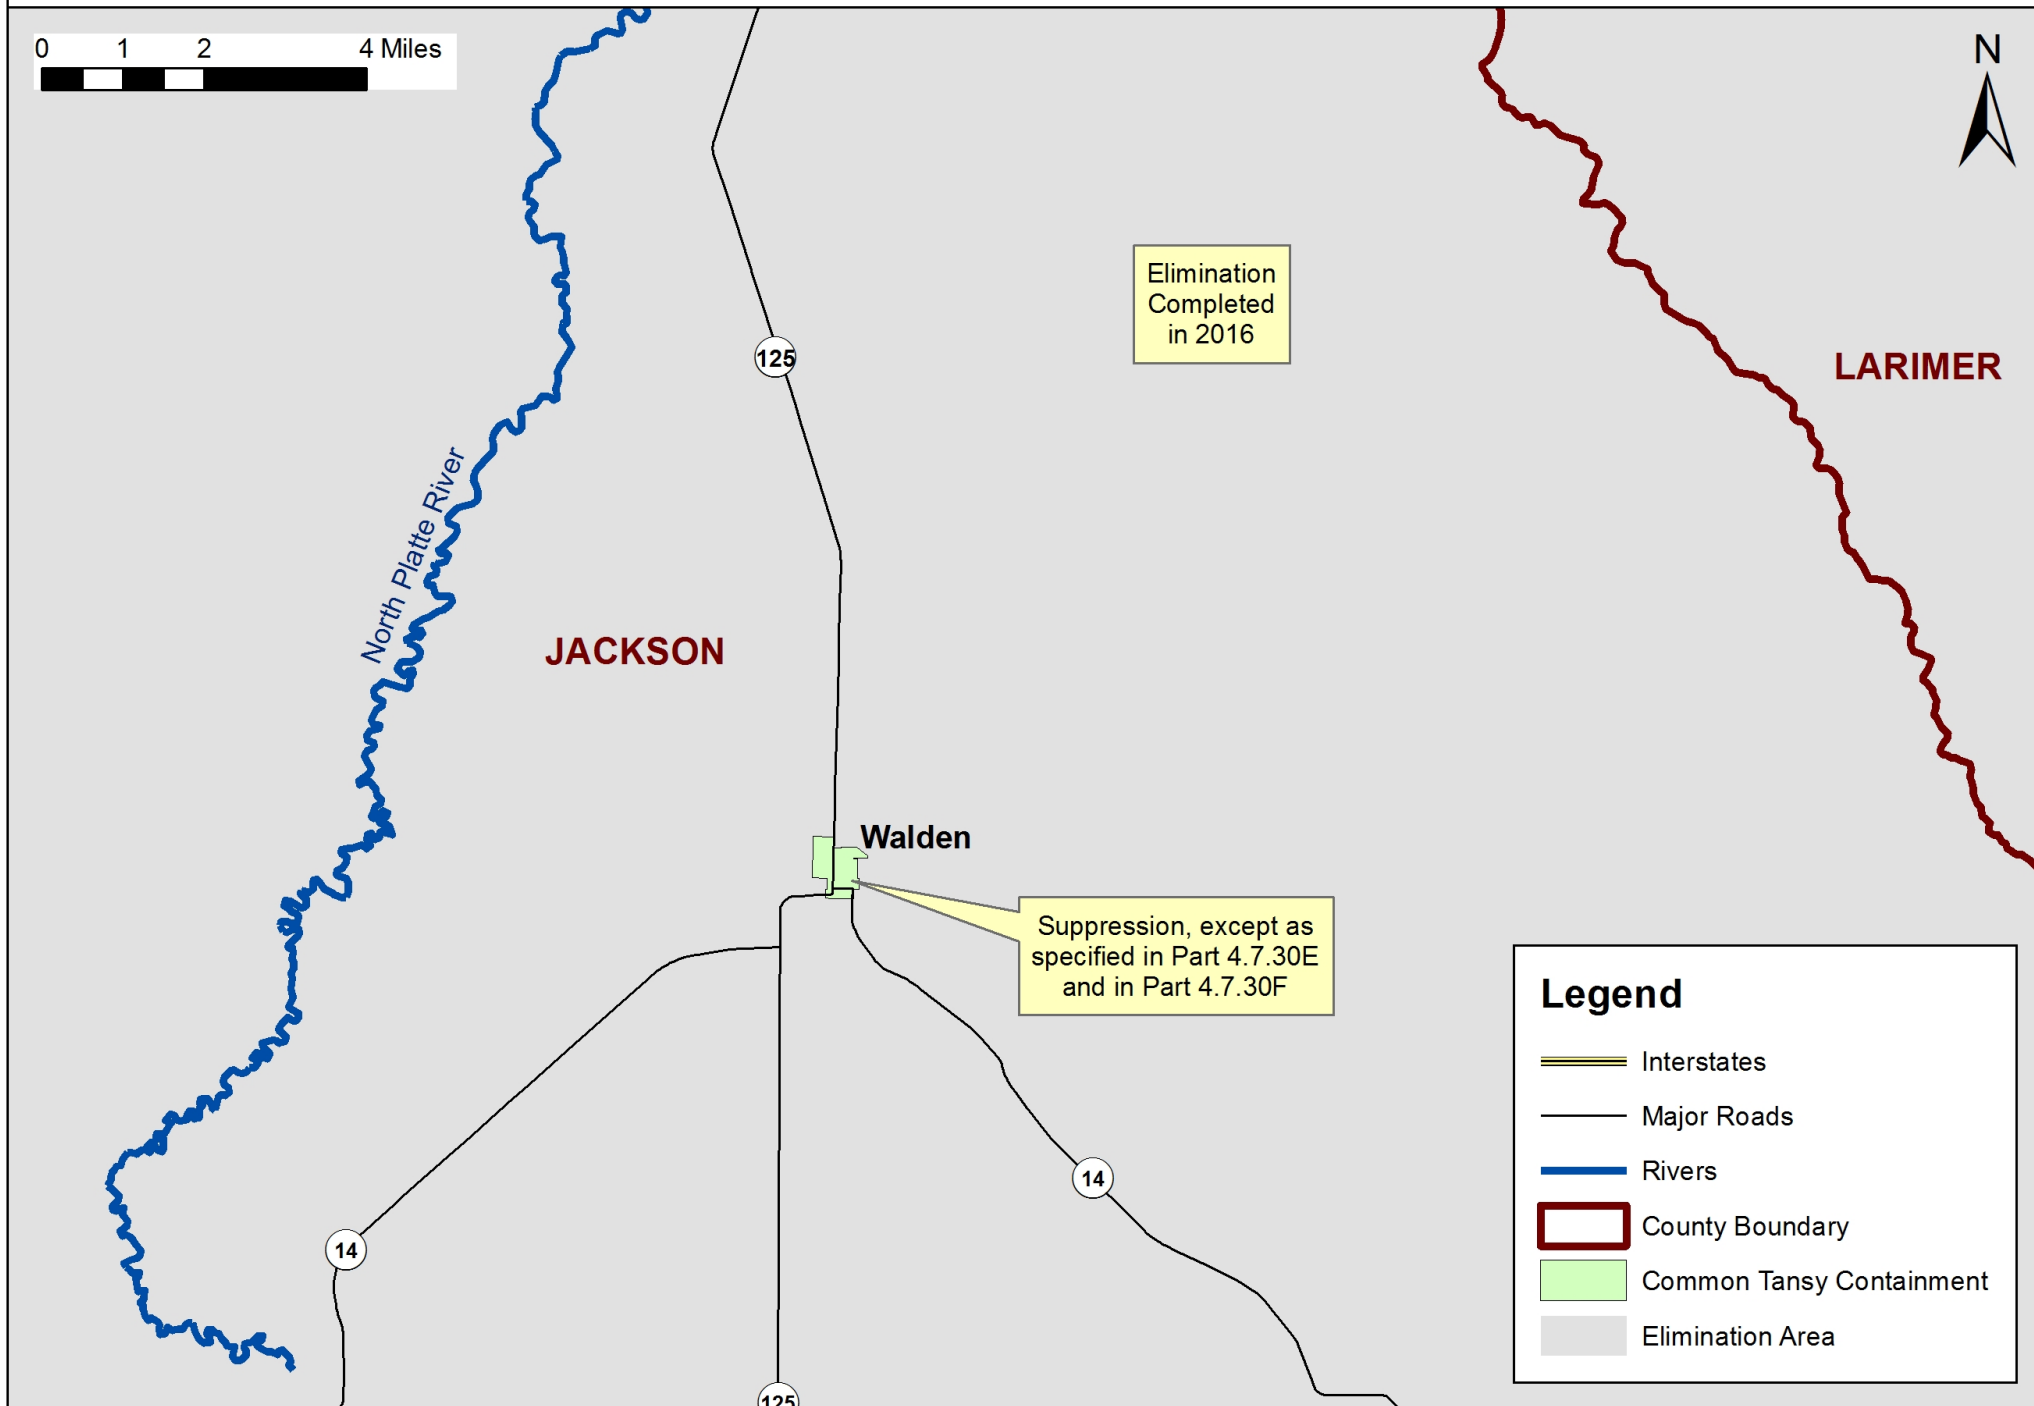 0 1 2 4 Miles
N
Elimination
Completed
in 2016
125
LARIMER
North Platte River
JACKSON
Walden
Suppression, except as
specified in Part 4.7.30E
and in Part 4.7.30F
14
14
125
Legend
Interstates
Major Roads
Rivers
County Boundary
Common Tansy Containment
Elimination Area